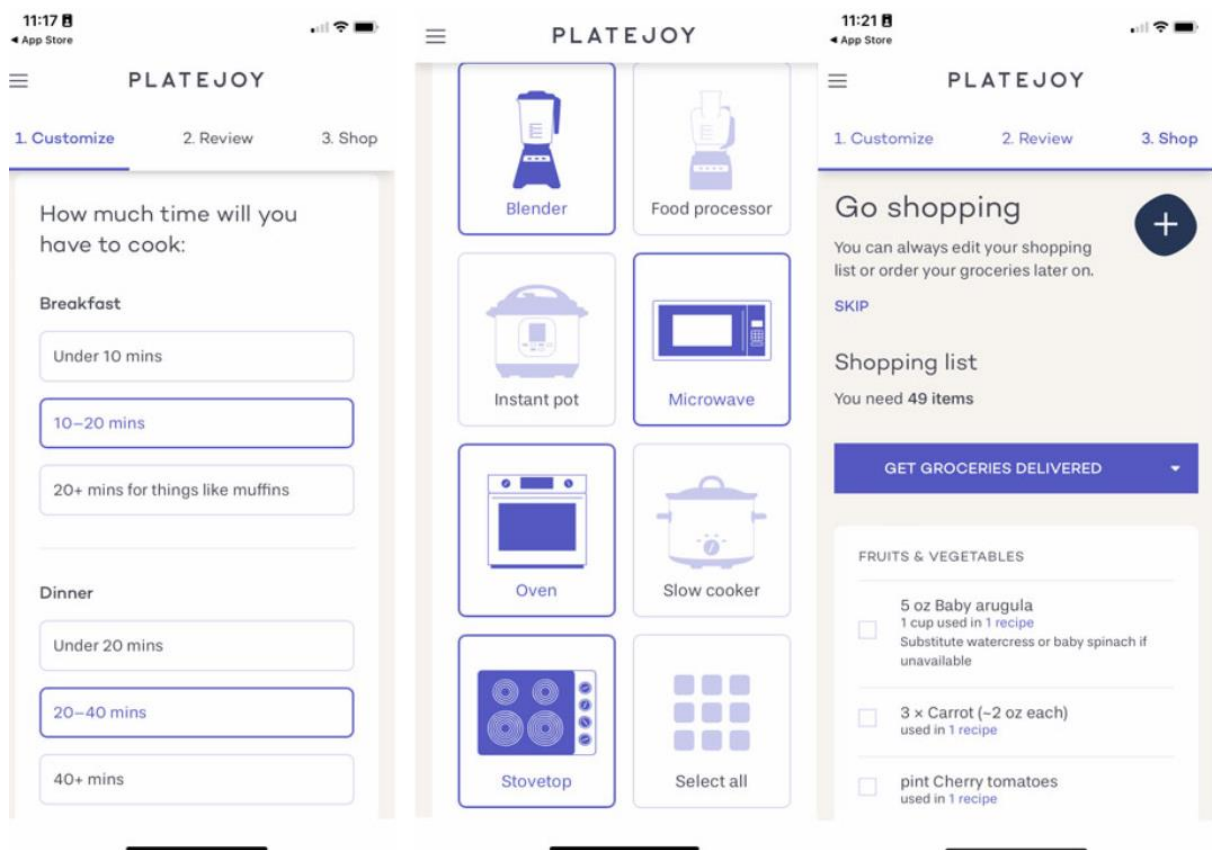 11:17
◄ App Store
PLATEJOY
1. Customize
2. Review
3. Shop
How much time will you
have to cook:
Breakfast
Under 10 mins
10–20 mins
20+ mins for things like muffins
Dinner
Under 20 mins
20–40 mins
40+ mins
PLATEJOY
Blender
Food processor
Instant pot
Microwave
Oven
Slow cooker
Stovetop
Select all
11:21
◄ App Store
PLATEJOY
1. Customize
2. Review
3. Shop
Go shopping
You can always edit your shopping
list or order your groceries later on.
SKIP
Shopping list
You need 49 items
GET GROCERIES DELIVERED
FRUITS & VEGETABLES
5 oz Baby arugula
1 cup used in 1 recipe
Substitute watercress or baby spinach if
unavailable
3 × Carrot (~2 oz each)
used in 1 recipe
pint Cherry tomatoes
used in 1 recipe